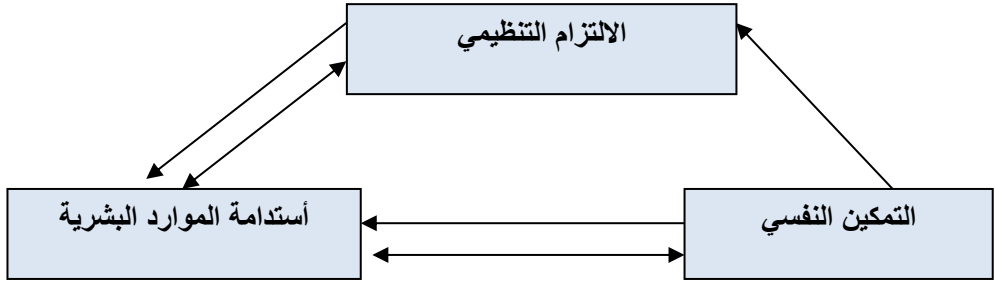 الالتزام التنظيمي
التمكين النفسي
أستدامة الموارد البشرية